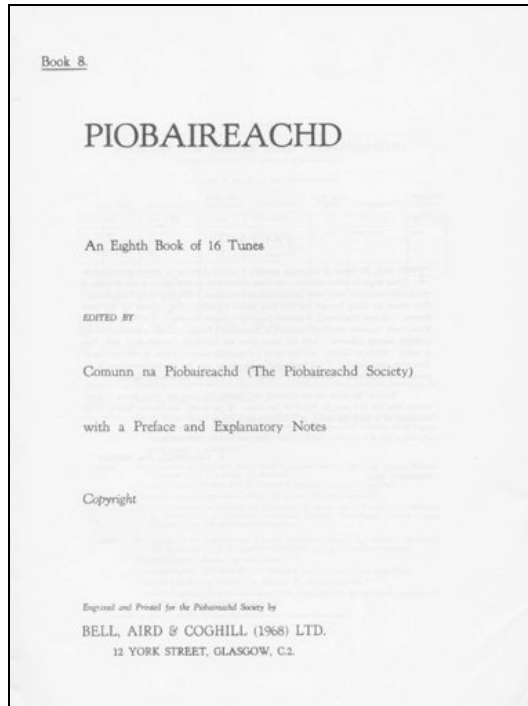 Book 8.
PIOBAIREACHD
An Eighth Book of 16 Tunes
EDITED BY
Comunn na Piobaireachd (The Piobaireachd Society)
with a Preface and Explanatory Notes
Copyright
Engraved and Printed for the Piobaireachd Society by
BELL, AIRD & COGHILL (1968) LTD.
12 YORK STREET, GLASGOW, C.2.